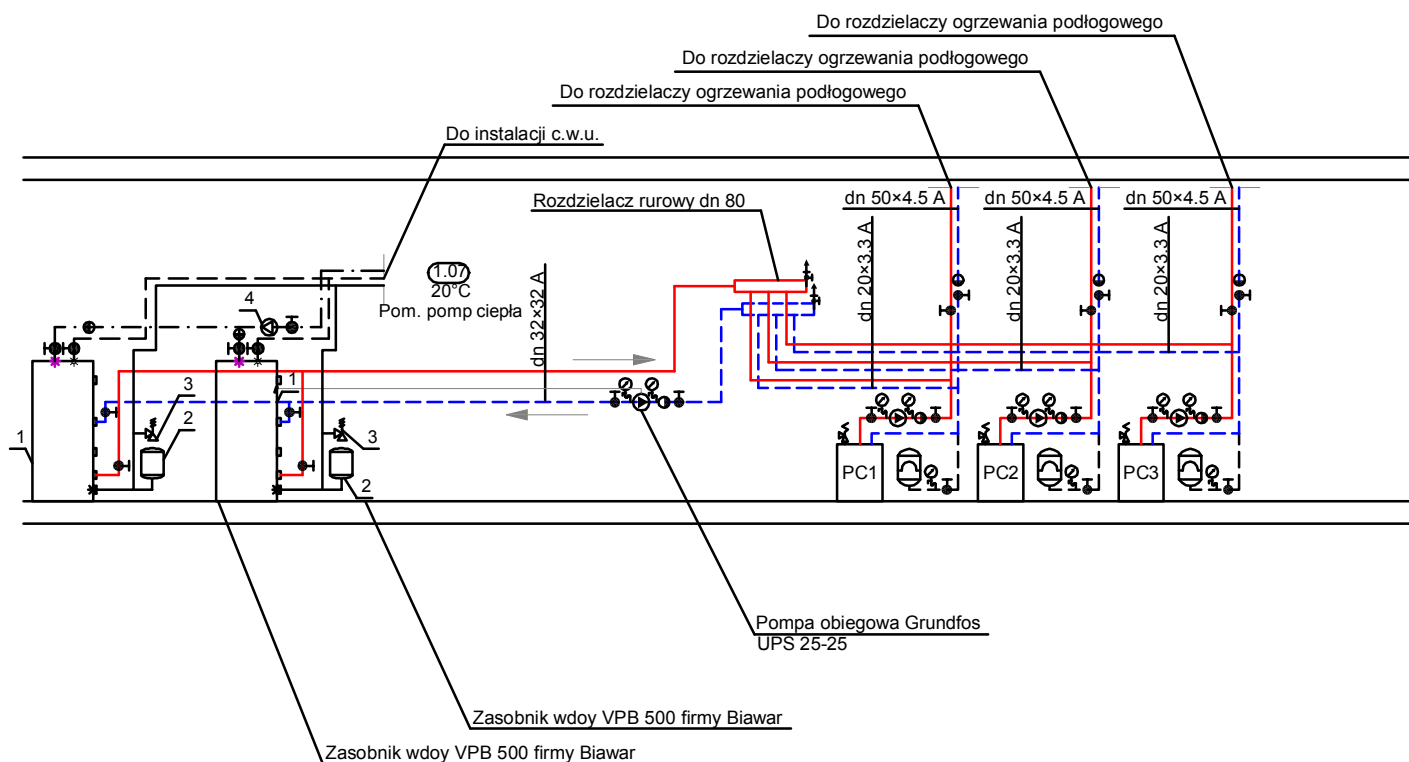 Do rozdzielaczy ogrzewania podłogowego
Do rozdzielaczy ogrzewania podłogowego
Do rozdzielaczy ogrzewania podłogowego
Do instalacji c.w.u.
Rozdzielacz rurowy dn 80
dn 50×4.5 A
dn 50×4.5 A
dn 50×4.5 A
dn 20×3.3 A
dn 20×3.3 A
dn 20×3.3 A
1.07
20°C
Pom. pomp ciepła
dn 32×32 A
4
3
2
1
1
3
2
PC1
PC2
PC3
Pompa obiegowa Grundfos
UPS 25-25
Zasobnik wdoy VPB 500 firmy Biawar
Zasobnik wdoy VPB 500 firmy Biawar